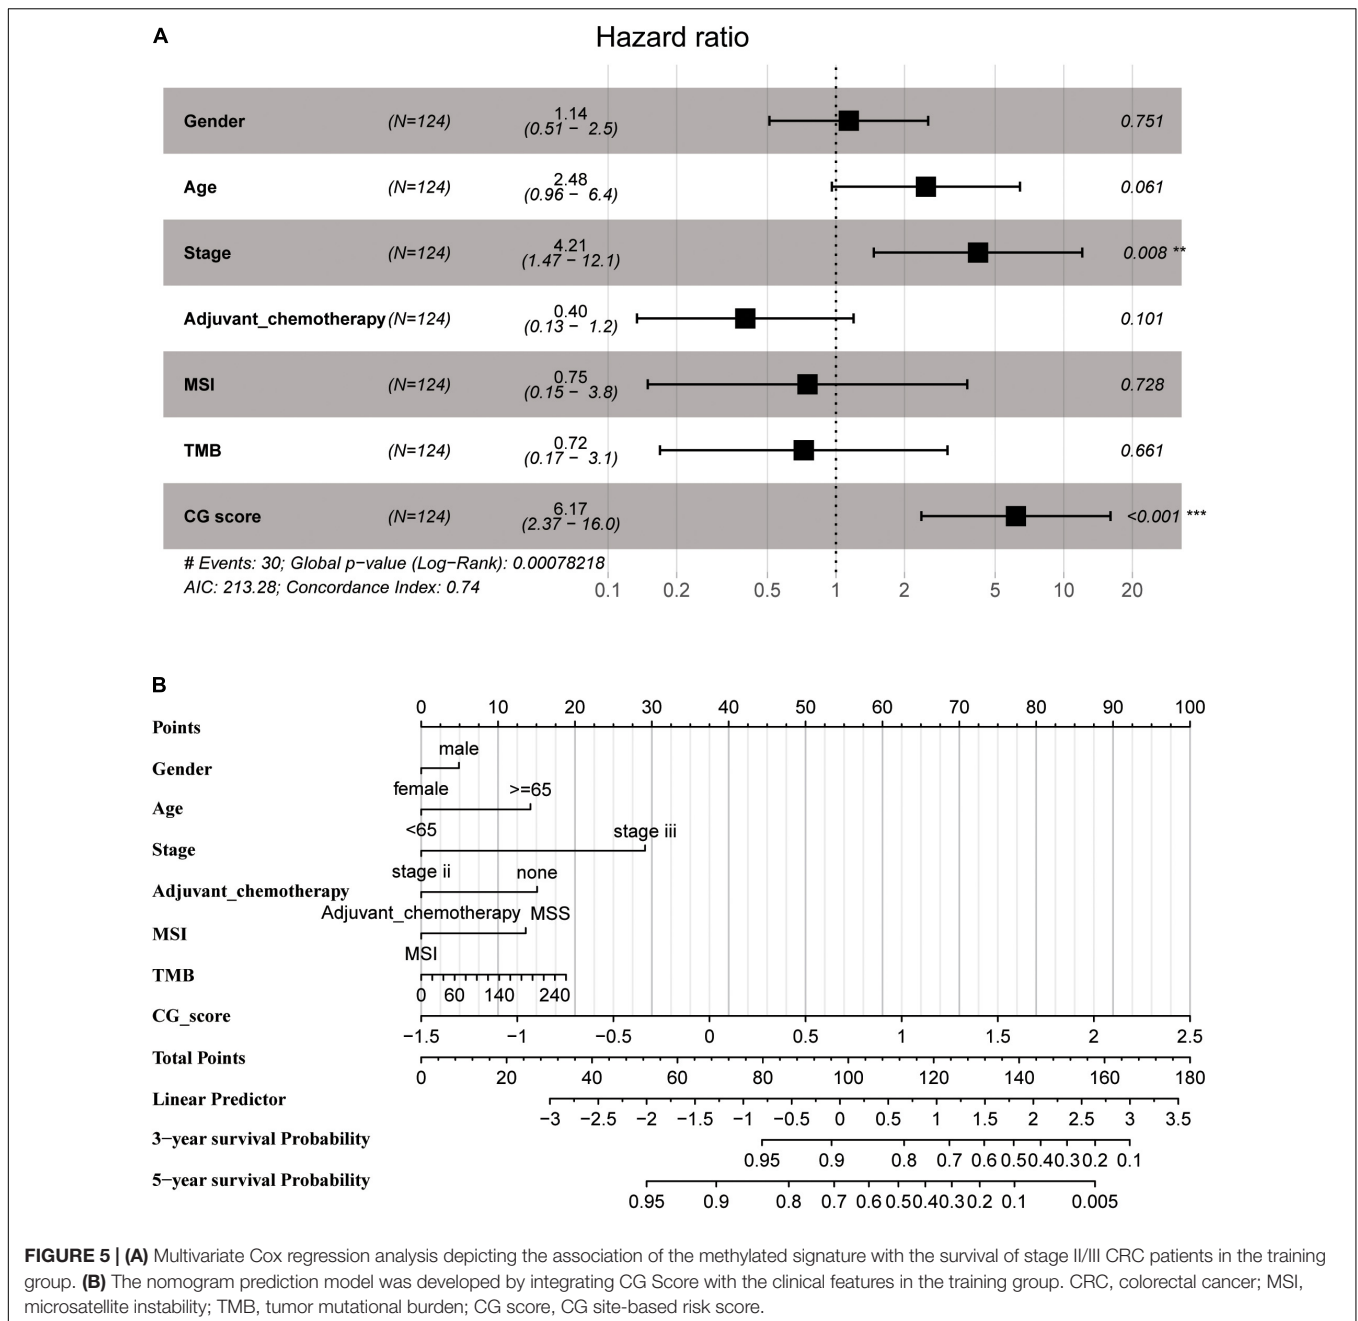 A
Hazard ratio
Gender (N=124) 1.14 (0.51 − 2.5) 0.751
Age (N=124) 2.48 (0.96 − 6.4) 0.061
Stage (N=124) 4.21 (1.47 − 12.1) 0.008 **
Adjuvant_chemotherapy (N=124) 0.40 (0.13 − 1.2) 0.101
MSI (N=124) 0.75 (0.15 − 3.8) 0.728
TMB (N=124) 0.72 (0.17 − 3.1) 0.661
CG score (N=124) 6.17 (2.37 − 16.0) <0.001 ***
# Events: 30; Global p−value (Log−Rank): 0.00078218
AIC: 213.28; Concordance Index: 0.74
0.1 0.2 0.5 1 2 5 10 20
B
0 10 20 30 40 50 60 70 80 90 100
Points
male
Gender
female >=65
Age
<65 stage iii
Stage
stage ii none
Adjuvant_chemotherapy
Adjuvant_chemotherapy MSS
MSI
MSI
TMB
0 60 140 240
CG_score
−1.5 −1 −0.5 0 0.5 1 1.5 2 2.5
Total Points
0 20 40 60 80 100 120 140 160 180
Linear Predictor
−3 −2.5 −2 −1.5 −1 −0.5 0 0.5 1 1.5 2 2.5 3 3.5
3−year survival Probability
0.95 0.9 0.8 0.7 0.6 0.5 0.4 0.3 0.2 0.1
5−year survival Probability
0.95 0.9 0.8 0.7 0.6 0.5 0.4 0.3 0.2 0.1 0.005
FIGURE 5 | (A) Multivariate Cox regression analysis depicting the association of the methylated signature with the survival of stage II/III CRC patients in the training
group. (B) The nomogram prediction model was developed by integrating CG Score with the clinical features in the training group. CRC, colorectal cancer; MSI,
microsatellite instability; TMB, tumor mutational burden; CG score, CG site-based risk score.